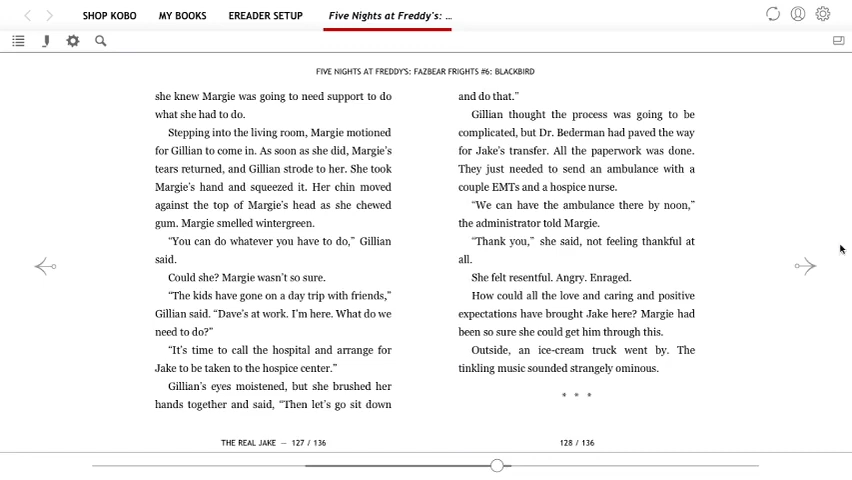 SHOP KOBO MY BOOKS EREADER SETUP Five Nights at Freddy's: ...
FIVE NIGHTS AT FREDDY'S: FAZBEAR FRIGHTS #6: BLACKBIRD
she knew Margie was going to need support to do
what she had to do.
Stepping into the living room, Margie motioned
for Gillian to come in. As soon as she did, Margie's
tears returned, and Gillian strode to her. She took
Margie's hand and squeezed it. Her chin moved
against the top of Margie's head as she chewed
gum. Margie smelled wintergreen.
“You can do whatever you have to do,” Gillian
said.
Could she? Margie wasn't so sure.
“The kids have gone on a day trip with friends,”
Gillian said. “Dave's at work. I'm here. What do we
need to do?”
“It's time to call the hospital and arrange for
Jake to be taken to the hospice center.”
Gillian's eyes moistened, but she brushed her
hands together and said, “Then let's go sit down
and do that.”
Gillian thought the process was going to be
complicated, but Dr. Bederman had paved the way
for Jake's transfer. All the paperwork was done.
They just needed to send an ambulance with a
couple EMTs and a hospice nurse.
“We can have the ambulance there by noon,”
the administrator told Margie.
“Thank you,” she said, not feeling thankful at
all.
She felt resentful. Angry. Enraged.
How could all the love and caring and positive
expectations have brought Jake here? Margie had
been so sure she could get him through this.
Outside, an ice-cream truck went by. The
tinkling music sounded strangely ominous.
* * *
THE REAL JAKE — 127 / 136
128 / 136